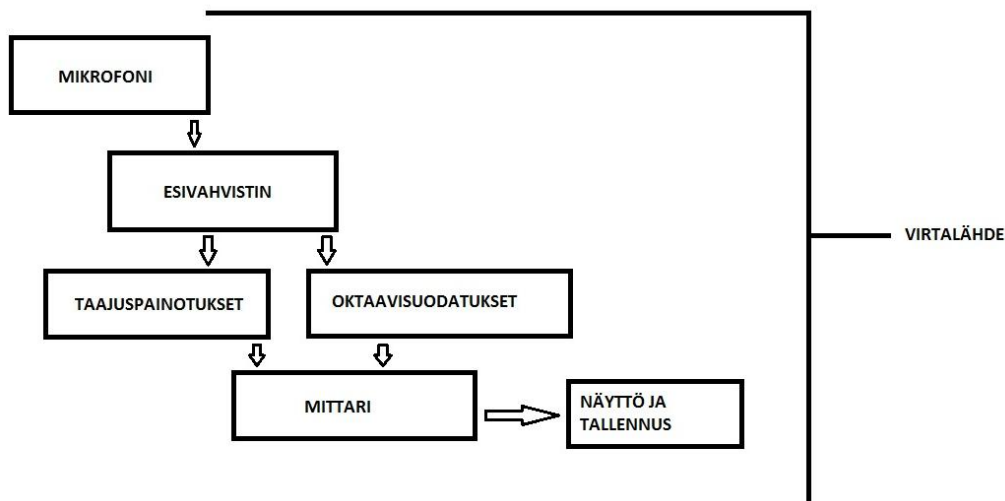 MIKROFONI
ESIVAHVISTIN
VIRTALÄHDE
TAAJUSPAINOTUKSET
OKTAAVISUODATUKSET
MITTARI
NÄYTTÖ JA
TALLENNUS